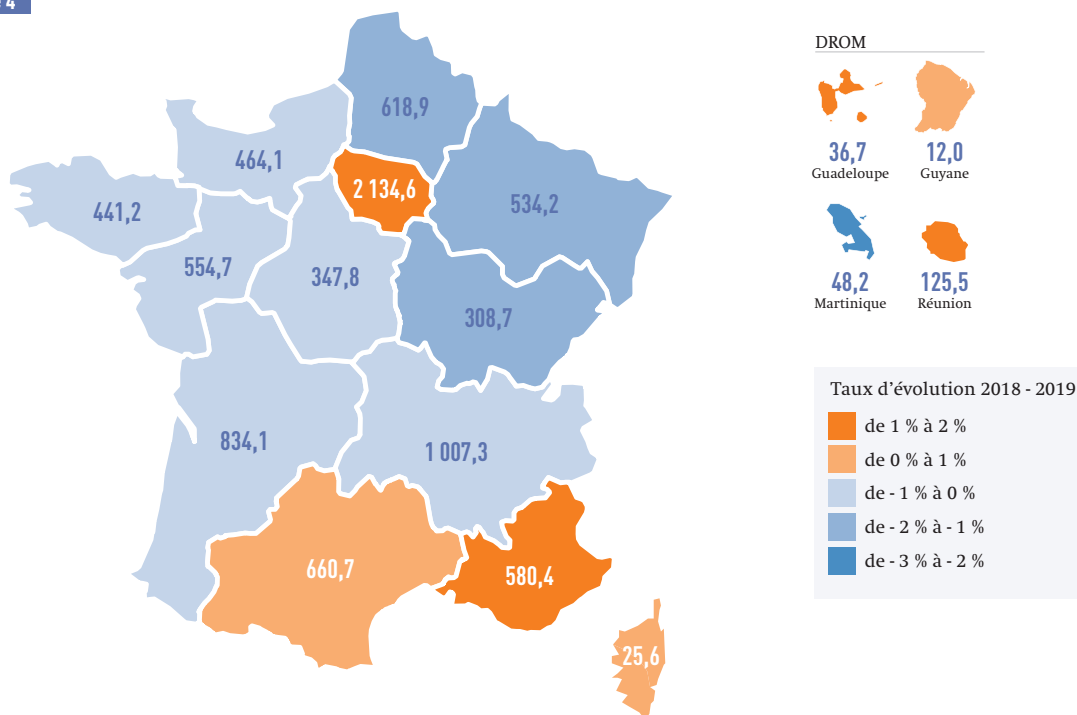 4
618,9
464,1
2 134,6
441,2
534,2
554,7
347,8
308,7
834,1
1 007,3
660,7
580,4
25,6
DROM
36,7
Guadeloupe
12,0
Guyane
48,2
Martinique
125,5
Réunion
Taux d'évolution 2018 - 2019
de 1 % à 2 %
de 0 % à 1 %
de - 1 % à 0 %
de - 2 % à - 1 %
de - 3 % à - 2 %